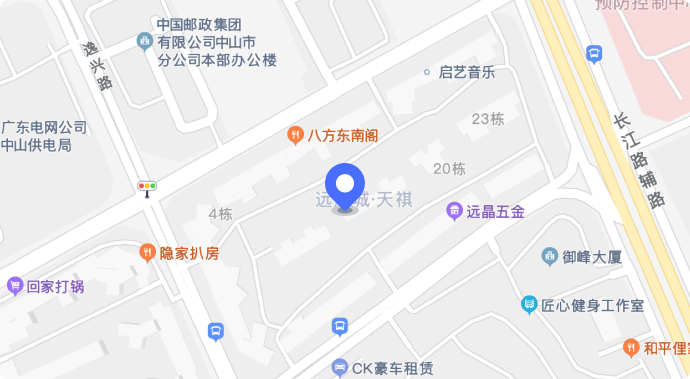 预防控制中心
中国邮政集团
有限公司中山市
分公司本部办公楼
逸兴路
启艺音乐
长江路辅路
23栋
广东电网公司
中山供电局
八方东南阁
20栋
远
城·天祺
4栋
远晶五金
隐家扒房
御峰大厦
回家打锅
匠心健身工作室
和平俚
CK豪车租赁